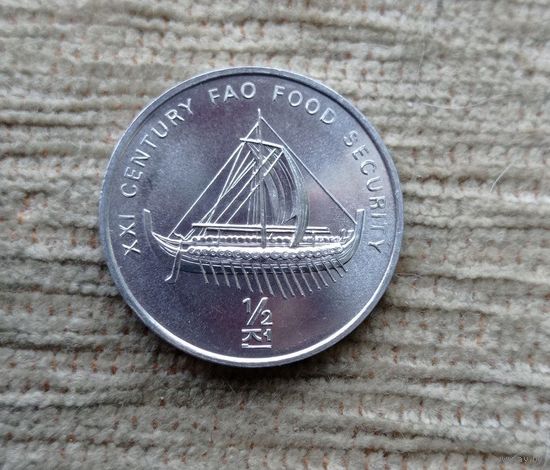 XXI CENTURY FAO FOOD SECURITY
1/2
전